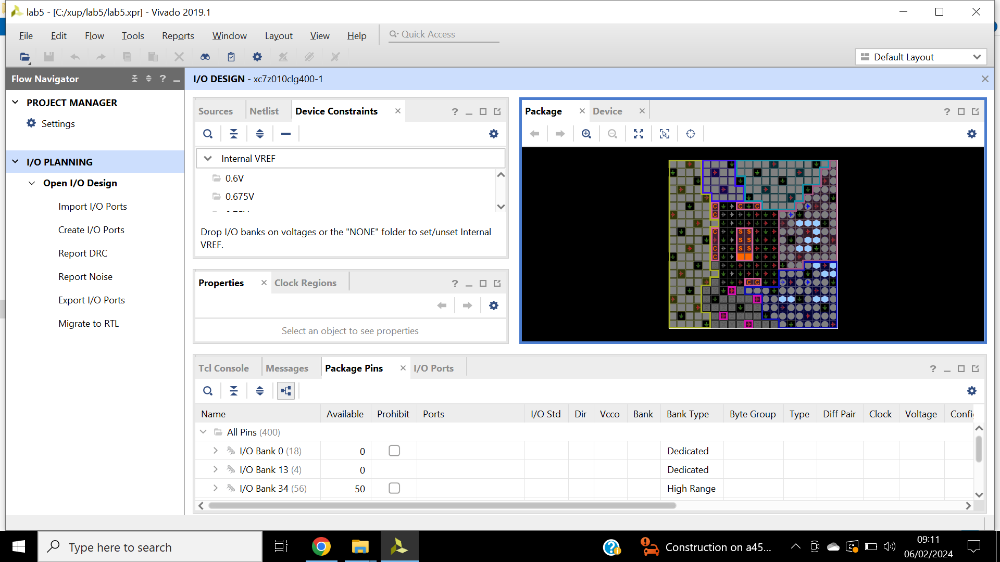 lab5 - [C:/xup/lab5/lab5.xpr] - Vivado 2019.1
File Edit Flow Tools Reports Window Layout View Help Quick Access
Default Layout
Flow Navigator
PROJECT MANAGER
Settings
I/O PLANNING
Open I/O Design
Import I/O Ports
Create I/O Ports
Report DRC
Report Noise
Export I/O Ports
Migrate to RTL
I/O DESIGN - xc7z010clg400-1
Sources Netlist Device Constraints
Internal VREF
0.6V
0.675V
Drop I/O banks on voltages or the "NONE" folder to set/unset Internal
VREF.
Properties Clock Regions
Select an object to see properties
Package Device
Tcl Console Messages Package Pins I/O Ports
Name Available Prohibit Ports I/O Std Dir Vcco Bank Bank Type Byte Group Type Diff Pair Clock Voltage Config
All Pins (400)
I/O Bank 0 (18) 0 Dedicated
I/O Bank 13 (4) 0 Dedicated
I/O Bank 34 (56) 50 High Range
Type here to search
Construction on a45...
09:11
06/02/2024